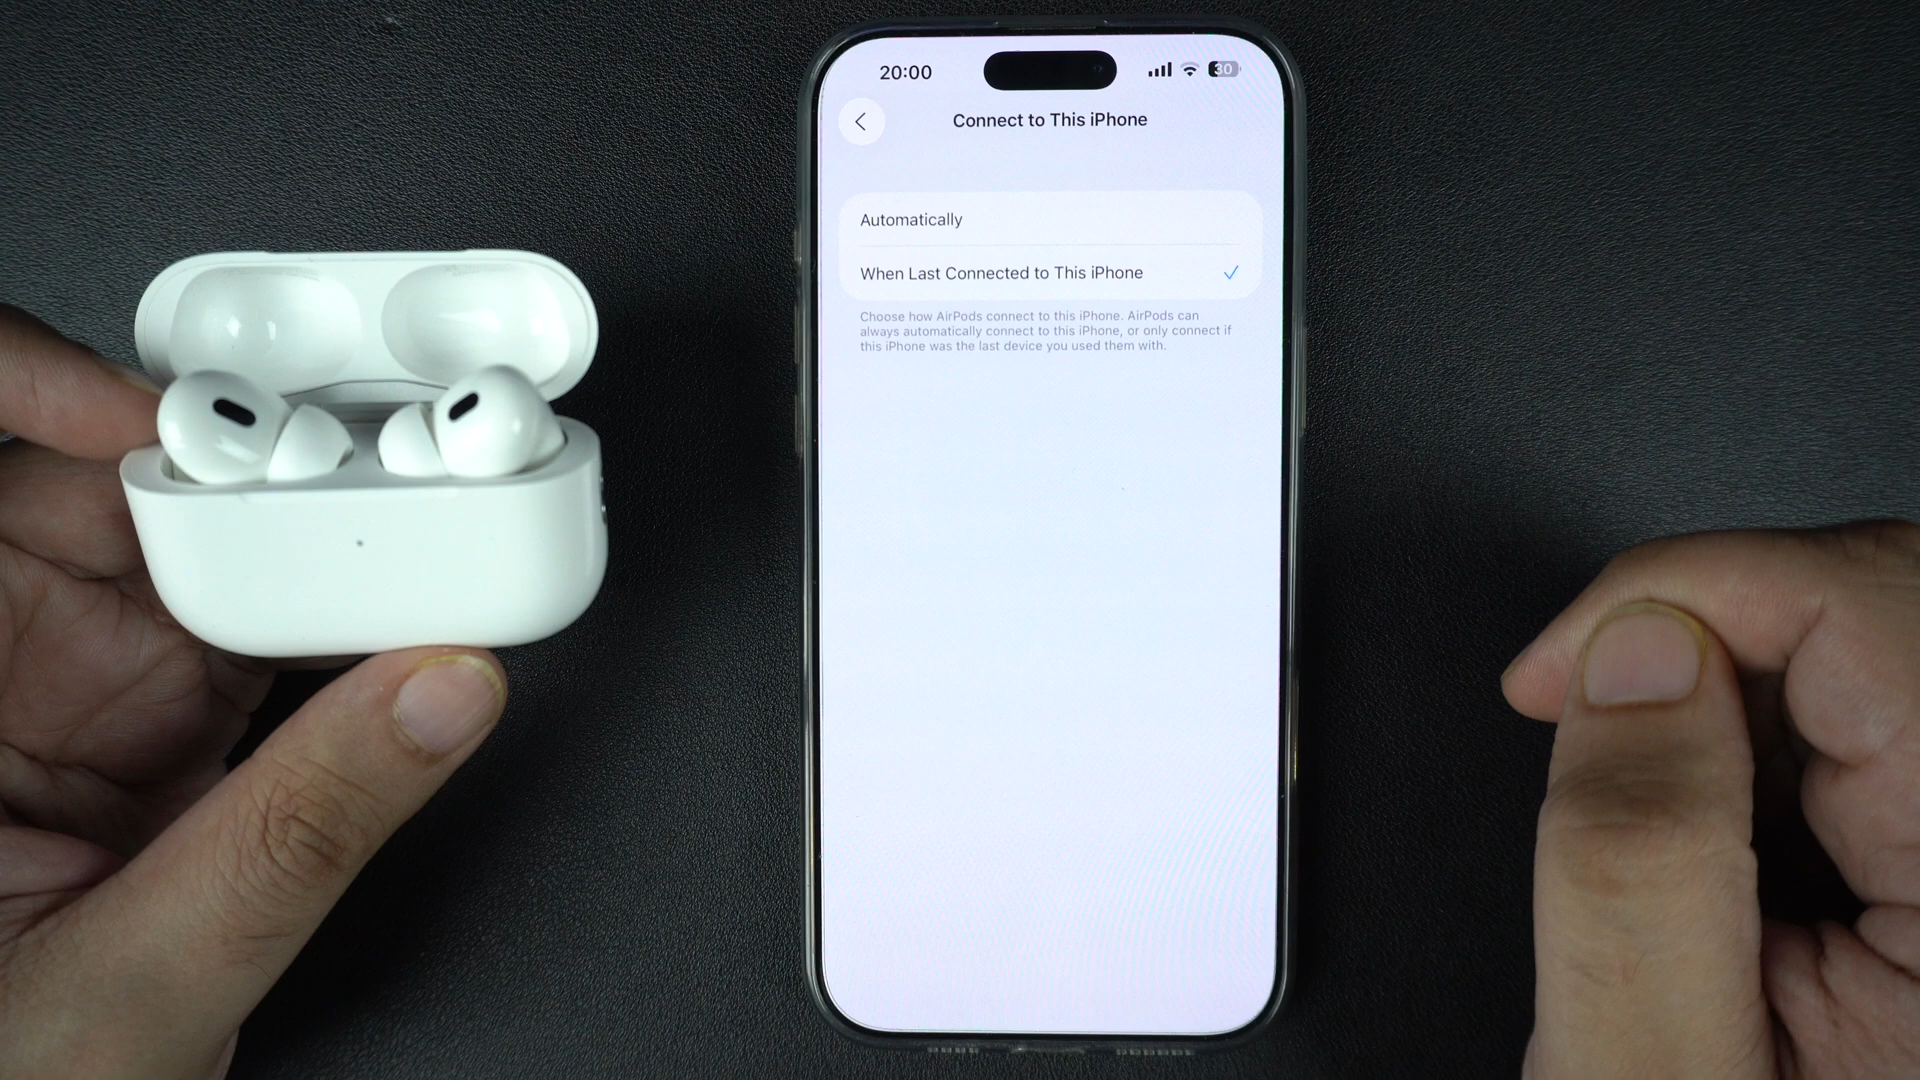 20:00
30
Connect to This iPhone
Automatically
When Last Connected to This iPhone
Choose how AirPods connect to this iPhone. AirPods can
always automatically connect to this iPhone, or only connect if
this iPhone was the last device you used them with.